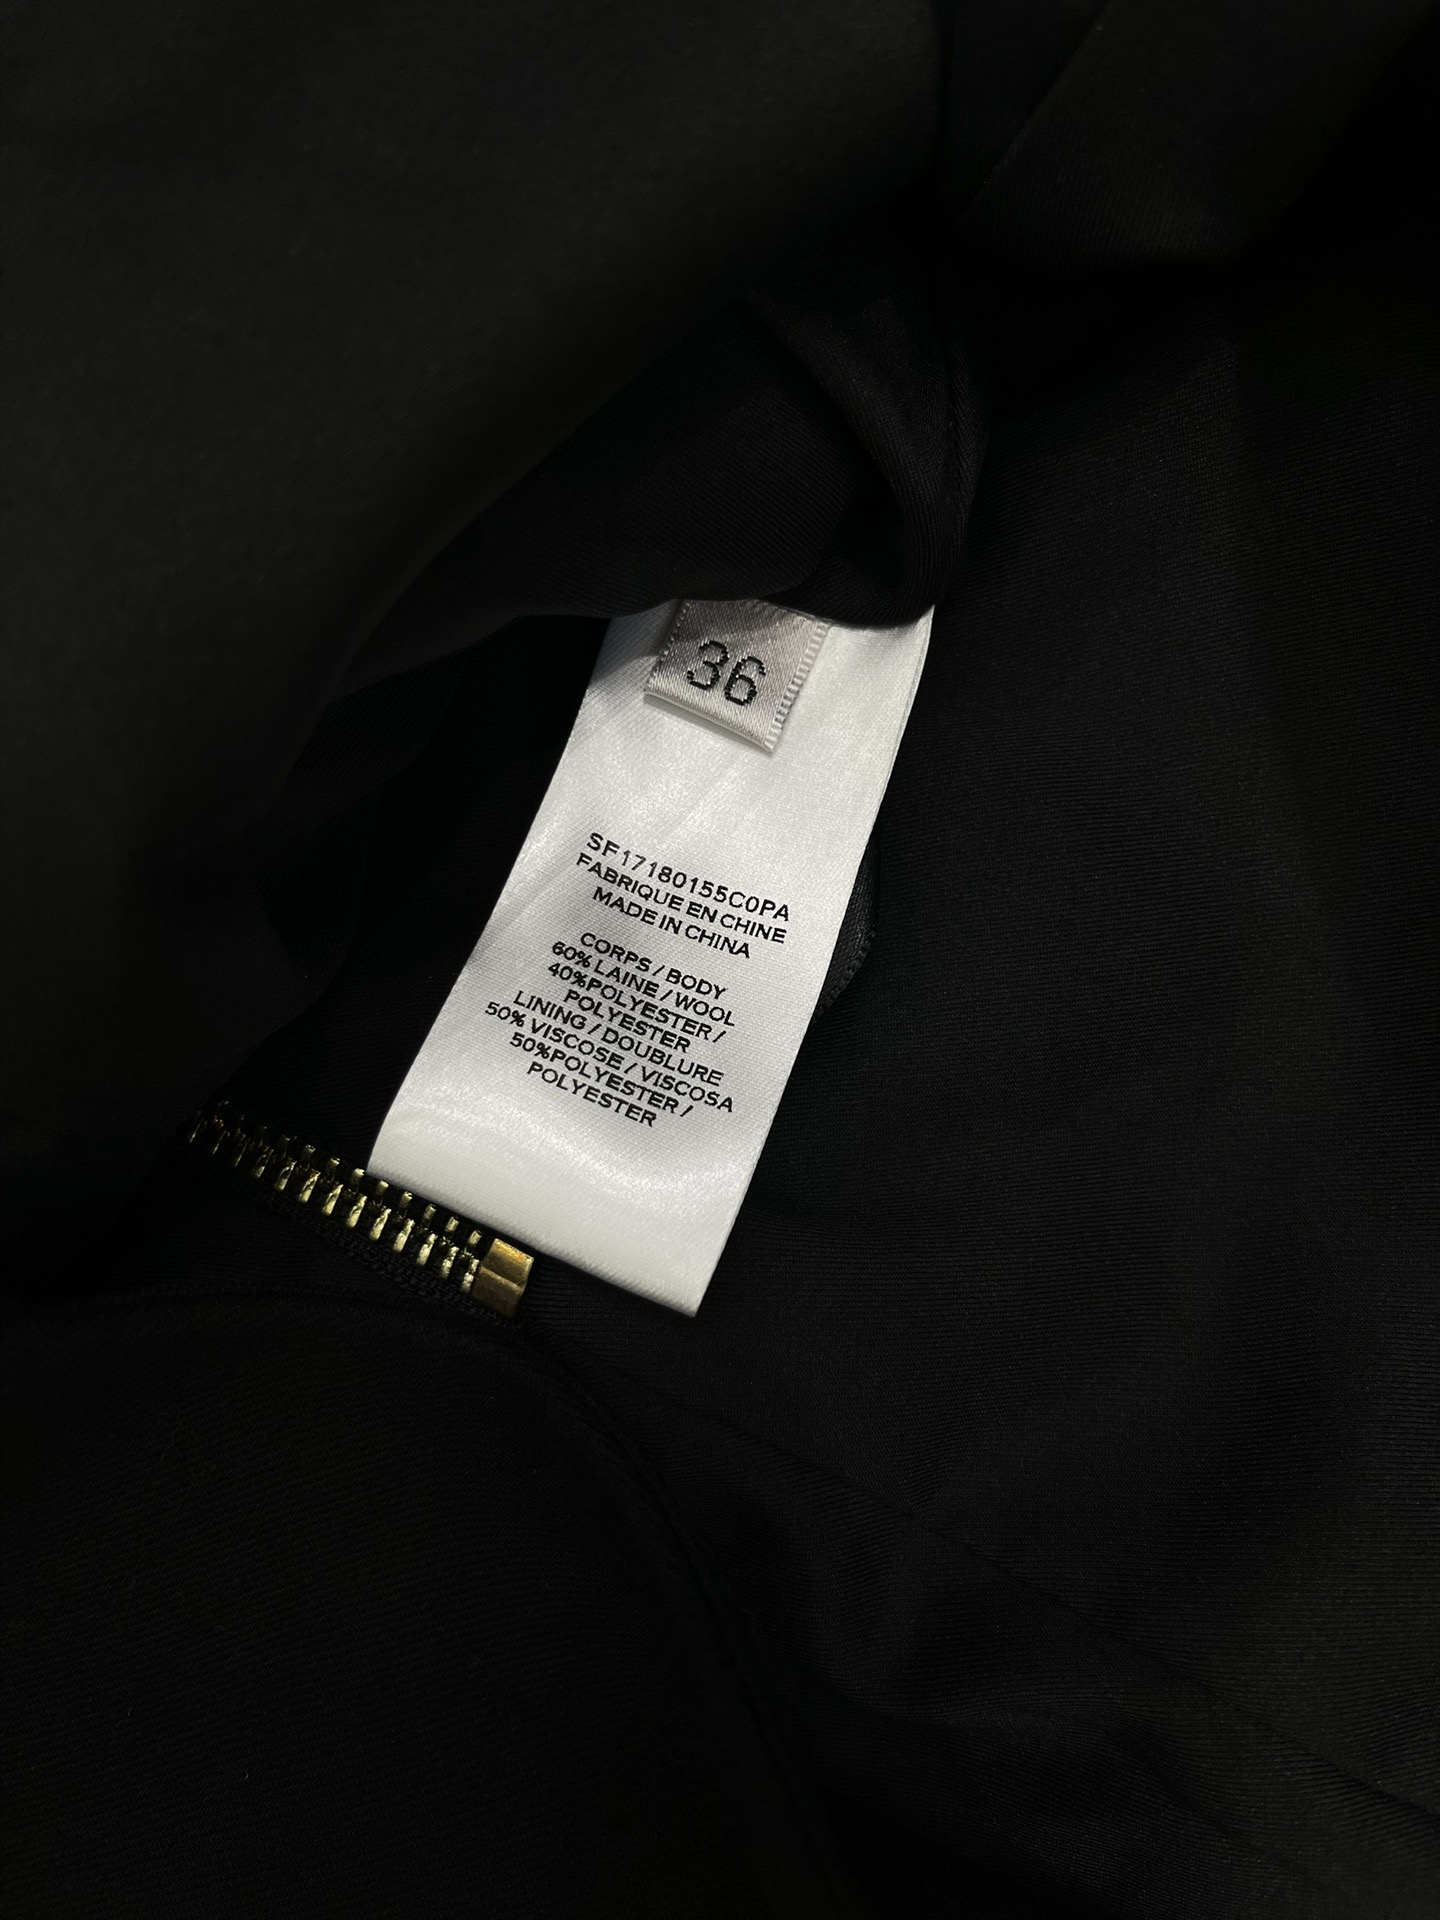 36
SF17180155C0PA
FABRIQUE EN CHINE
MADE IN CHINA
CORPS / BODY
60% LAINE / WOOL
40%POLYESTER /
POLYESTER
LINING / DOUBLURE
50% VISCOSE / VISCOSA
50%POLYESTER /
POLYESTER